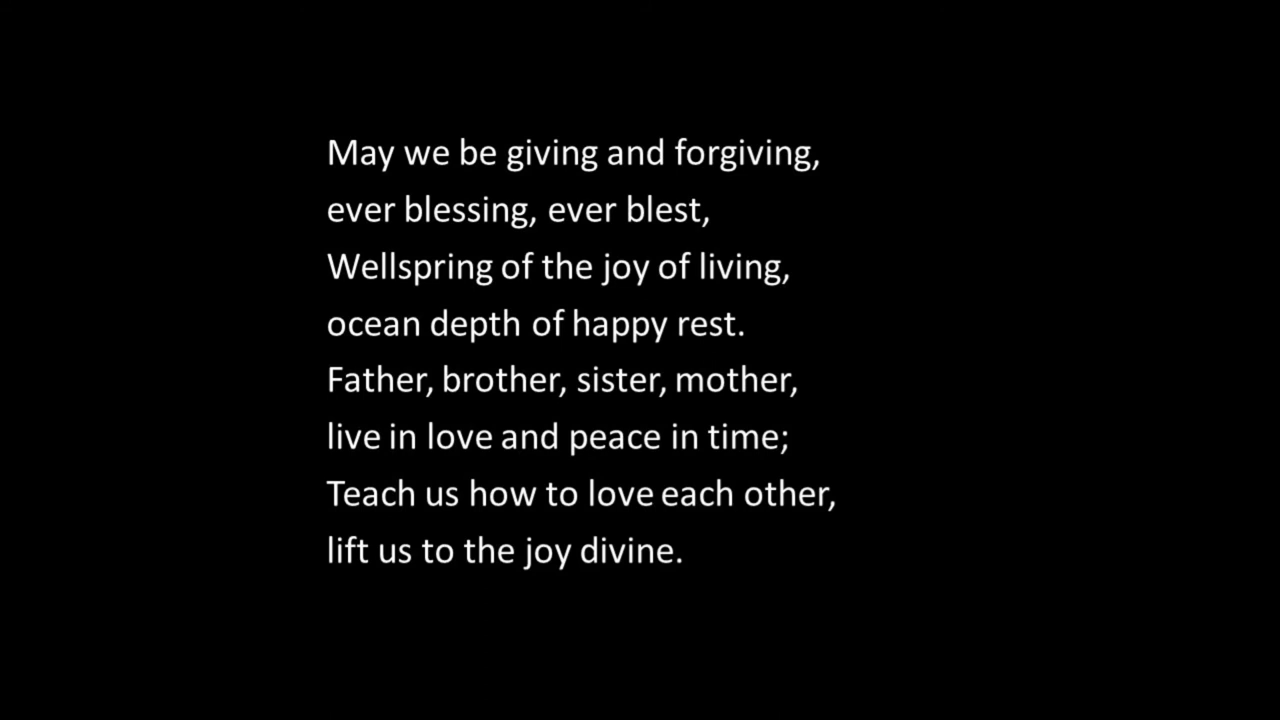 May we be giving and forgiving,
ever blessing, ever blest,
Wellspring of the joy of living,
ocean depth of happy rest.
Father, brother, sister, mother,
live in love and peace in time;
Teach us how to love each other,
lift us to the joy divine.